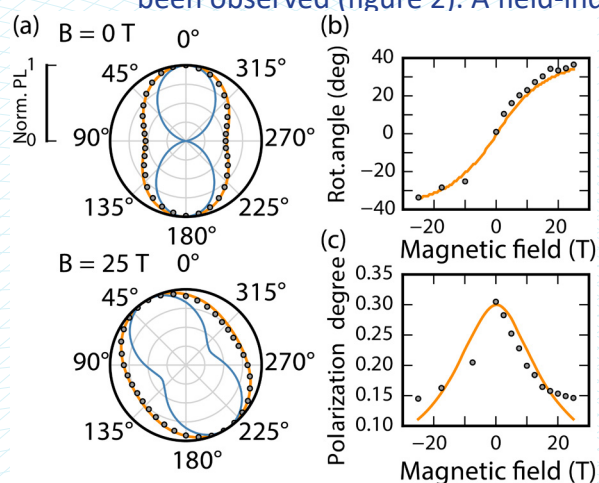 been observed (figure 2). A field-ind
(a)
B = 0 T
0°
45°
315°
90°
270°
135°
225°
180°
Norm. PL
1
0
B = 25 T
0°
45°
315°
90°
270°
135°
225°
180°
(b)
Rot.angle (deg)
40
20
0
−20
−40
−20 0 20
Magnetic field (T)
(c)
Polarization degree
0.35
0.30
0.25
0.20
0.15
0.10
−20 0 20
Magnetic field (T)